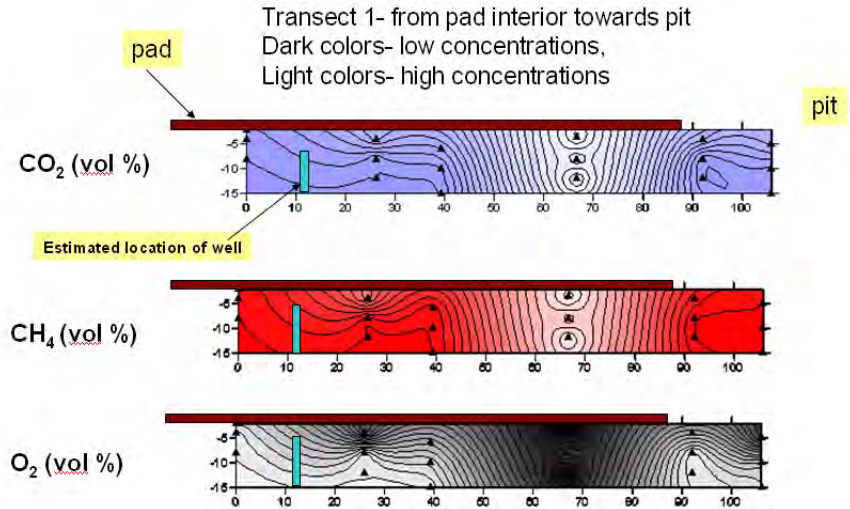 Transect 1- from pad interior towards pit
Dark colors- low concentrations,
Light colors- high concentrations
pad
pit
CO₂ (vol %)
-5
-10
-15
0 10 20 30 40 50 60 70 80 90 100
Estimated location of well
CH₄ (vol %)
-5
-10
-15
0 10 20 30 40 50 60 70 80 90 100
O₂ (vol %)
-5
-10
-15
0 10 20 30 40 50 60 70 80 90 100